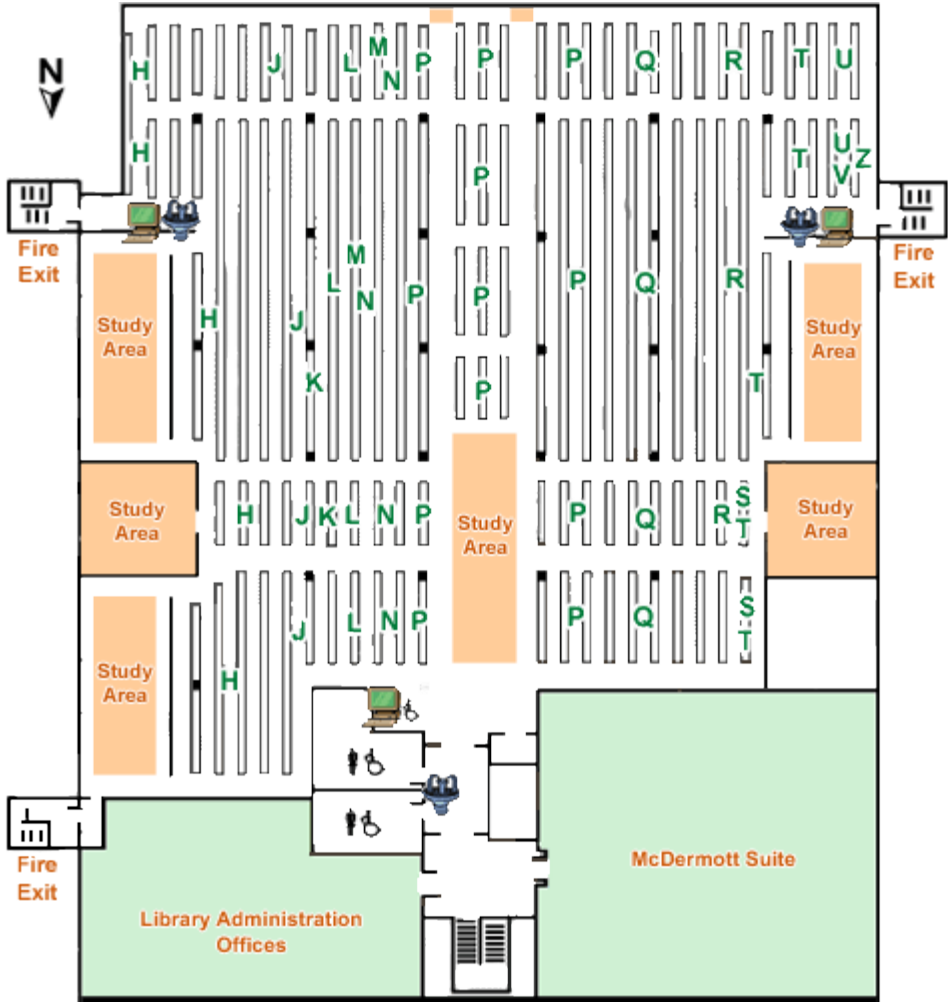 H
J
L
M
N
P
P
P
Q
R
T
U
N
H
P
T
U
V
Z
Fire
Exit
Fire
Exit
M
L
N
P
P
P
Q
R
H
J
Study
Area
Study
Area
K
P
T
H
J
K
L
N
P
P
Q
R
S
T
Study
Area
Study
Area
Study
Area
J
L
N
P
P
Q
S
T
H
Study
Area
McDermott Suite
Fire
Exit
Library Administration
Offices